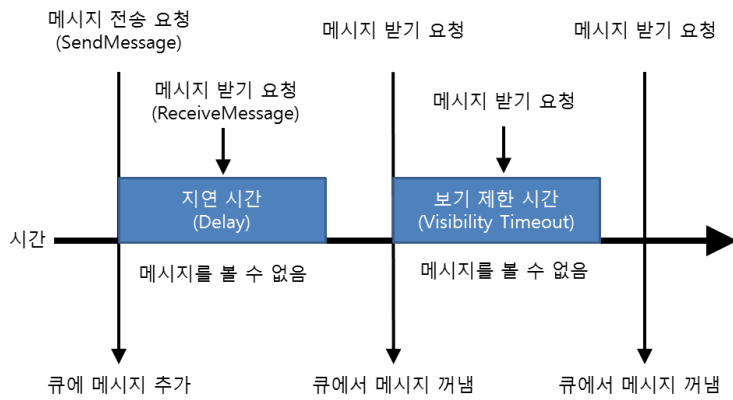 메시지 전송 요청
(SendMessage)
메시지 받기 요청
메시지 받기 요청
메시지 받기 요청
(ReceiveMessage)
메시지 받기 요청
지연 시간
(Delay)
보기 제한 시간
(Visibility Timeout)
시간
메시지를 볼 수 없음
메시지를 볼 수 없음
큐에 메시지 추가
큐에서 메시지 꺼냄
큐에서 메시지 꺼냄